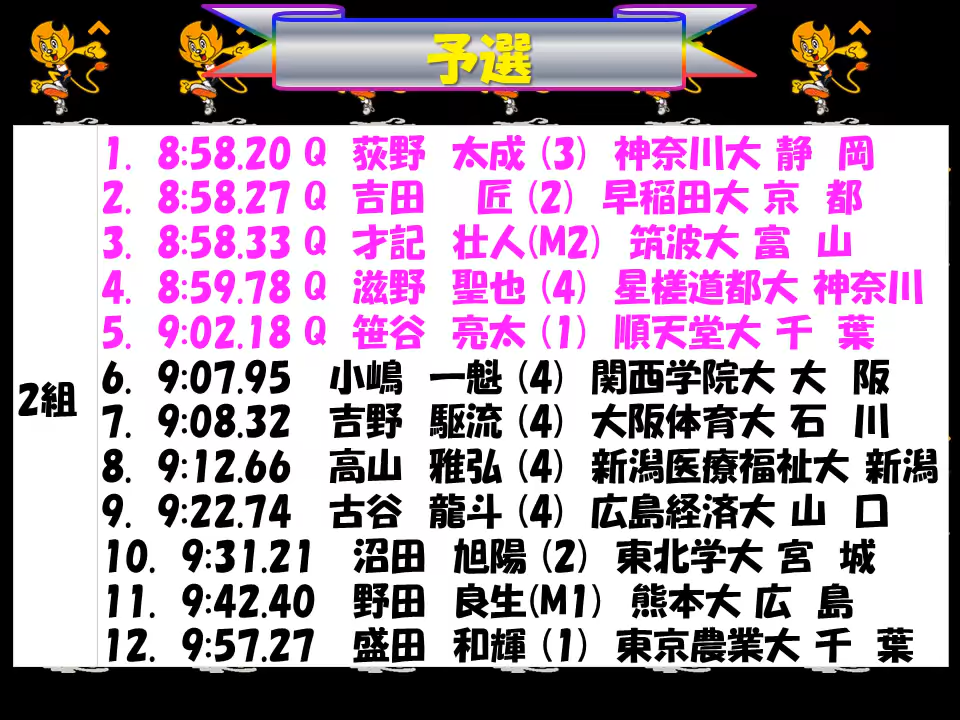 予選
2組
1. 8:58.20 Q 荻野 太成 (3) 神奈川大 静 岡
2. 8:58.27 Q 吉田 匠 (2) 早稲田大 京 都
3. 8:58.33 Q 才記 壮人(M2) 筑波大 富 山
4. 8:59.78 Q 滋野 聖也 (4) 星槎道都大 神奈川
5. 9:02.18 Q 笹谷 亮太 (1) 順天堂大 千 葉
6. 9:07.95 小嶋 一魁 (4) 関西学院大 大 阪
7. 9:08.32 吉野 駆流 (4) 大阪体育大 石 川
8. 9:12.66 高山 雅弘 (4) 新潟医療福祉大 新潟
9. 9:22.74 古谷 龍斗 (4) 広島経済大 山 口
10. 9:31.21 沼田 旭陽 (2) 東北学大 宮 城
11. 9:42.40 野田 良生(M1) 熊本大 広 島
12. 9:57.27 盛田 和輝 (1) 東京農業大 千 葉